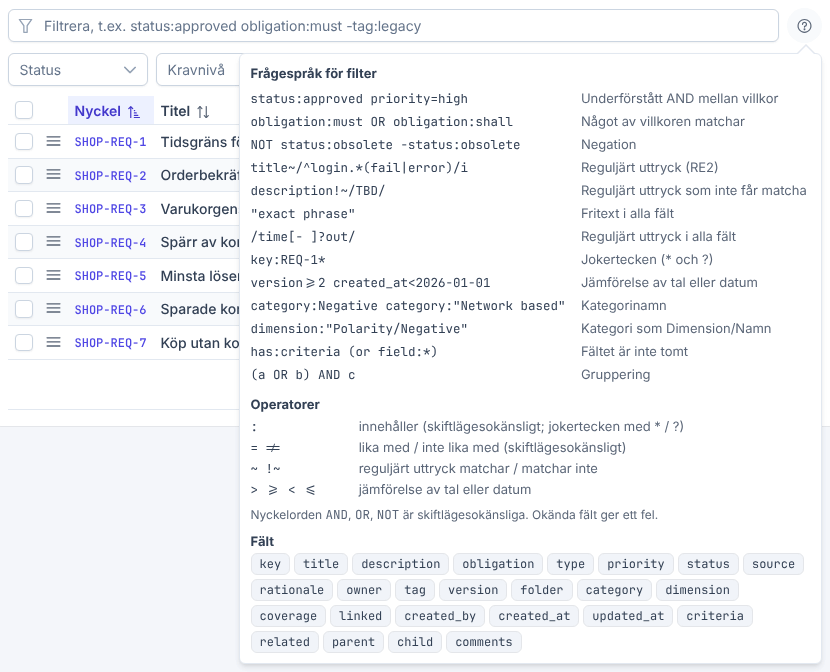 Filtrera, t.ex. status:approved obligation:must -tag:legacy
Status
Kravnivå
Nyckel Titel
SHOP-REQ-1 Tidsgräns fö
SHOP-REQ-2 Orderbekräf
SHOP-REQ-3 Varukorgen
SHOP-REQ-4 Spärr av kon
SHOP-REQ-5 Minsta löser
SHOP-REQ-6 Sparade kor
SHOP-REQ-7 Köp utan ko
Frågespråk för filter
status:approved priority=high Underförstått AND mellan villkor
obligation:must OR obligation:shall Något av villkoren matchar
NOT status:obsolete -status:obsolete Negation
title~/^login.*(fail|error)/i Reguljärt uttryck (RE2)
description!~/TBD/ Reguljärt uttryck som inte får matcha
"exact phrase" Fritext i alla fält
/time[- ]?out/ Reguljärt uttryck i alla fält
key:REQ-1* Jokertecken (* och ?)
version>=2 created_at<2026-01-01 Jämförelse av tal eller datum
category:Negative category:"Network based" Kategorinamn
dimension:"Polarity/Negative" Kategori som Dimension/Namn
has:criteria (or field:*) Fältet är inte tomt
(a OR b) AND c Gruppering
Operatorer
: innehåller (skiftlägesokänsligt; jokertecken med * / ?)
= != lika med / inte lika med (skiftlägesokänsligt)
~ !~ reguljärt uttryck matchar / matchar inte
> >= < <= jämförelse av tal eller datum
Nyckelorden AND, OR, NOT är skiftlägesokänsliga. Okända fält ger ett fel.
Fält
key title description obligation type priority status source
rationale owner tag version folder category dimension
coverage linked created_by created_at updated_at criteria
related parent child comments